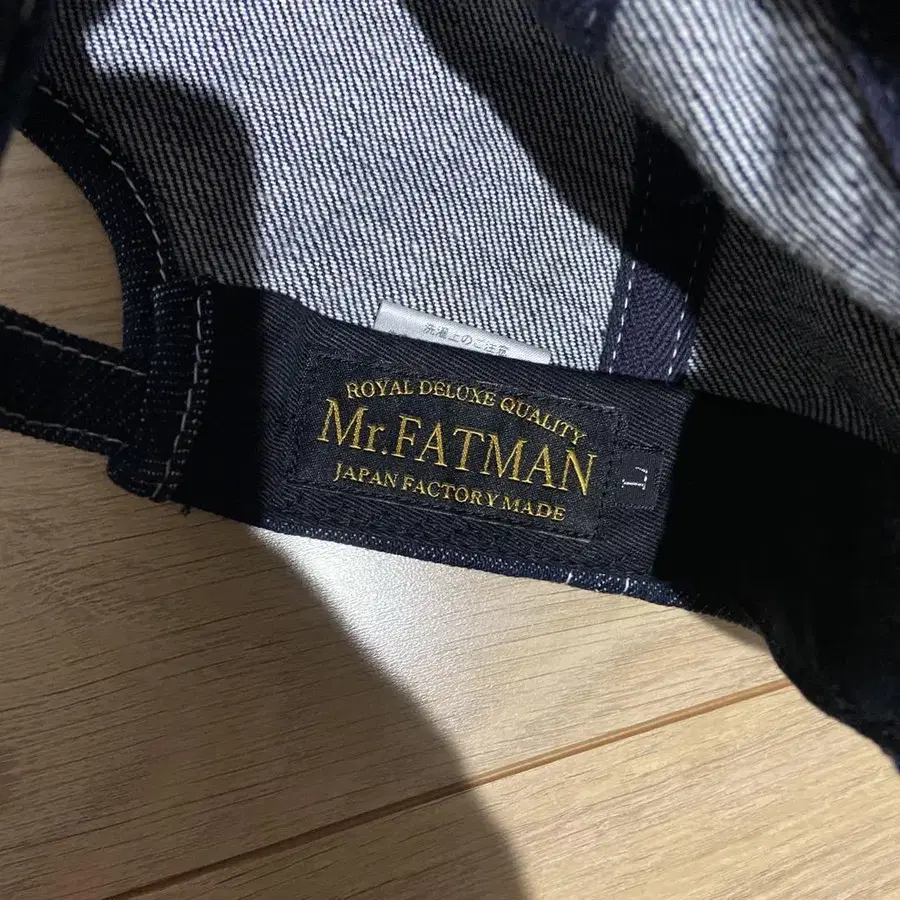 洗濯上のご注意
ROYAL DELUXE QUALITY
Mr.FATMAN
JAPAN FACTORY MADE
L